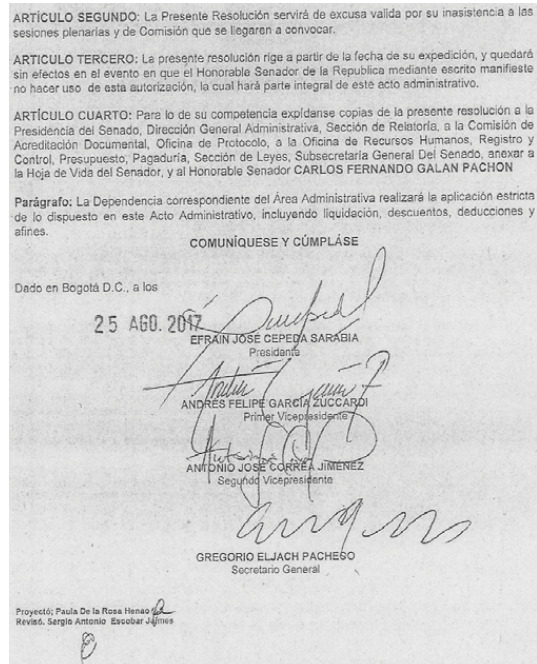 ARTÍCULO SEGUNDO: La Presente Resolución servirá de excusa valida por su inasistencia a las
sesiones plenarias y de Comisión que se llegaren a convocar.
ARTICULO TERCERO: La presente resolución rige a partir de la fecha de su expedición, y quedará
sin efectos en el evento en que el Honorable Senador de la Republica mediante escrito manifieste
no hacer uso de esta autorización, la cual hará parte integral de este acto administrativo.
ARTÍCULO CUARTO: Para lo de su competencia expídanse copias de la presente resolución a la
Presidencia del Senado, Dirección General Administrativa, Sección de Relatoría, a la Comisión de
Acreditación Documental, Oficina de Protocolo, a la Oficina de Recursos Humanos, Registro y
Control, Presupuesto, Pagaduría, Sección de Leyes, Subsecretaria General Del Senado, anexar a
la Hoja de Vida del Senador, y al Honorable Senador CARLOS FERNANDO GALAN PACHON
Parágrafo: La Dependencia correspondiente del Área Administrativa realizará la aplicación estricta
de lo dispuesto en este Acto Administrativo, incluyendo liquidación, descuentos, deducciones y
afines.
COMUNÍQUESE Y CÚMPLÁSE
Dado en Bogotá D.C., a los
25 AGO. 2017
EFRAIN JOSÉ CEPEDA SARABIA
Presidente
ANDRÉS FELIPE GARCÍA ZUCCARDI
Primer Vicepresidente
ANTONIO JOSÉ CORREA JIMÉNEZ
Segundo Vicepresidente
GREGORIO ELJACH PACHECO
Secretario General
Proyectó; Paula De la Rosa Henao
Revisó. Sergio Antonio Escobar Jaimes